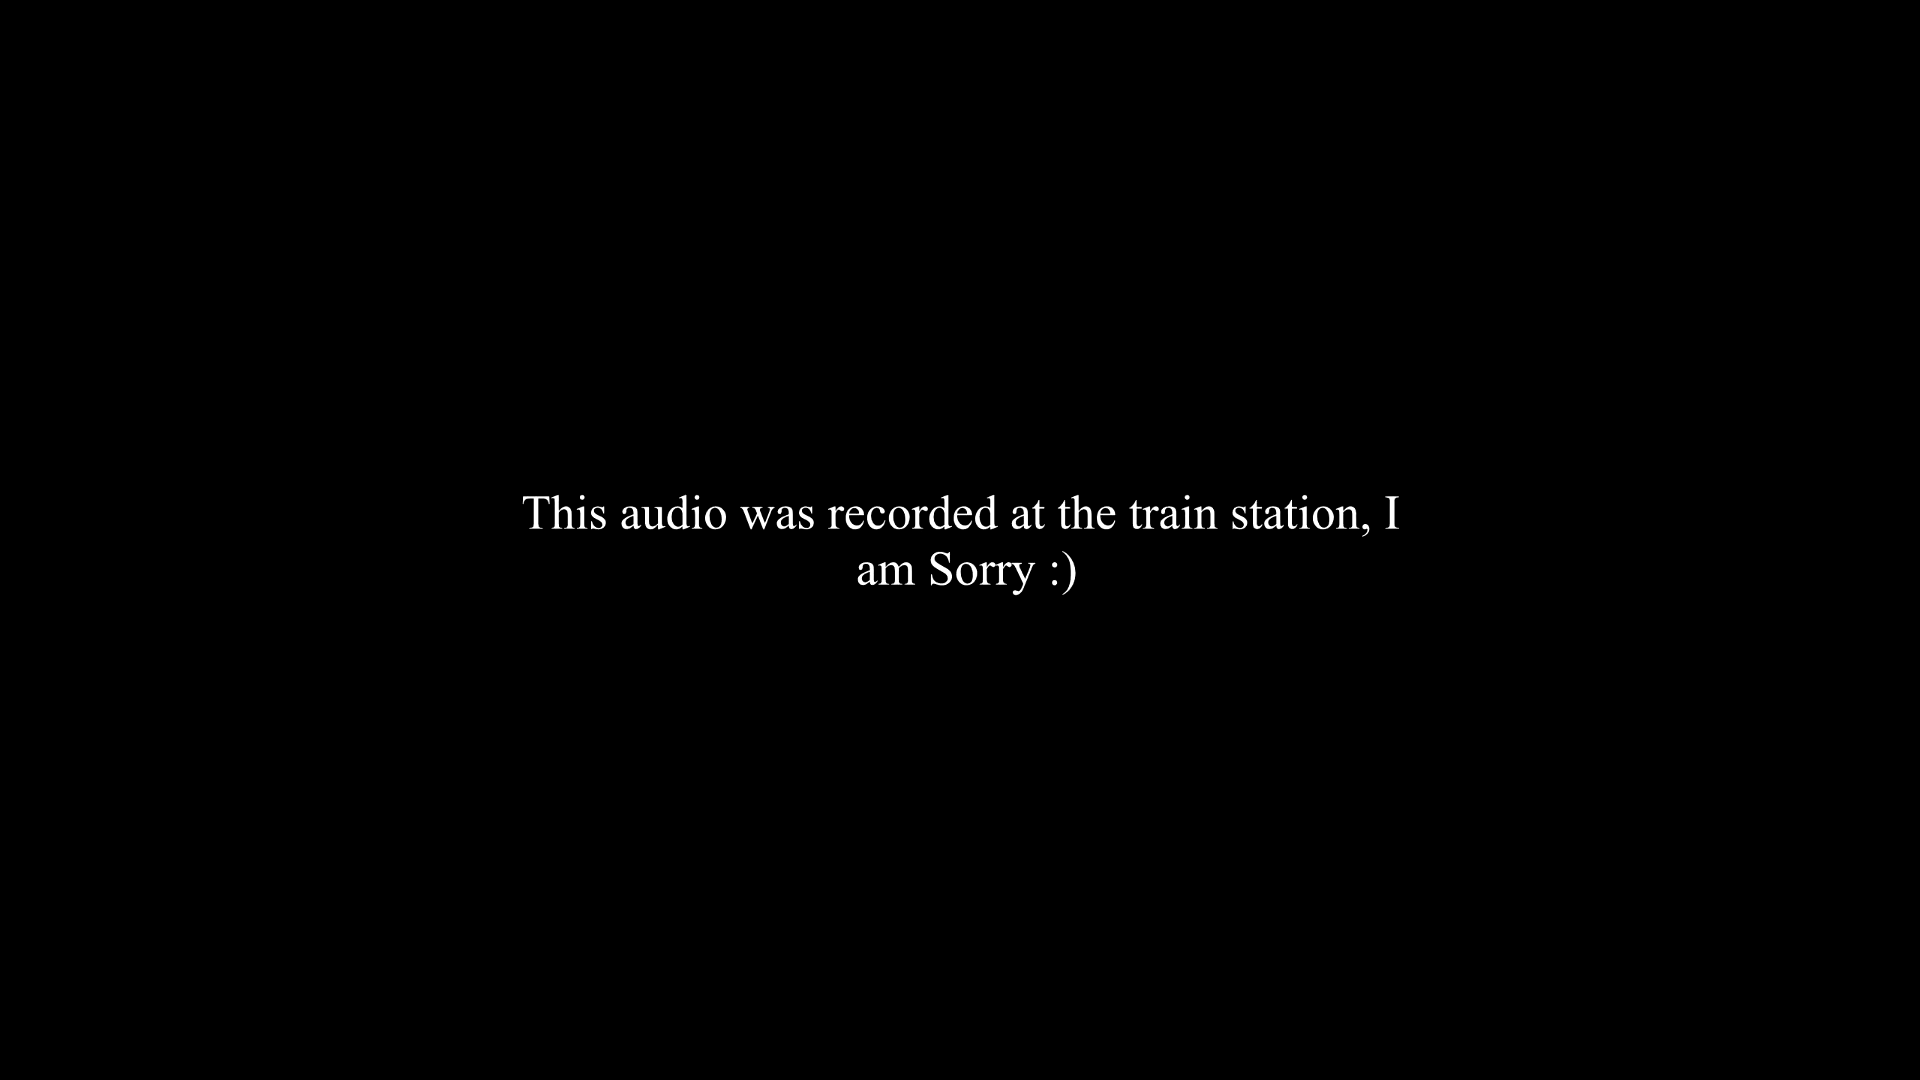 This audio was recorded at the train station, I
am Sorry :)